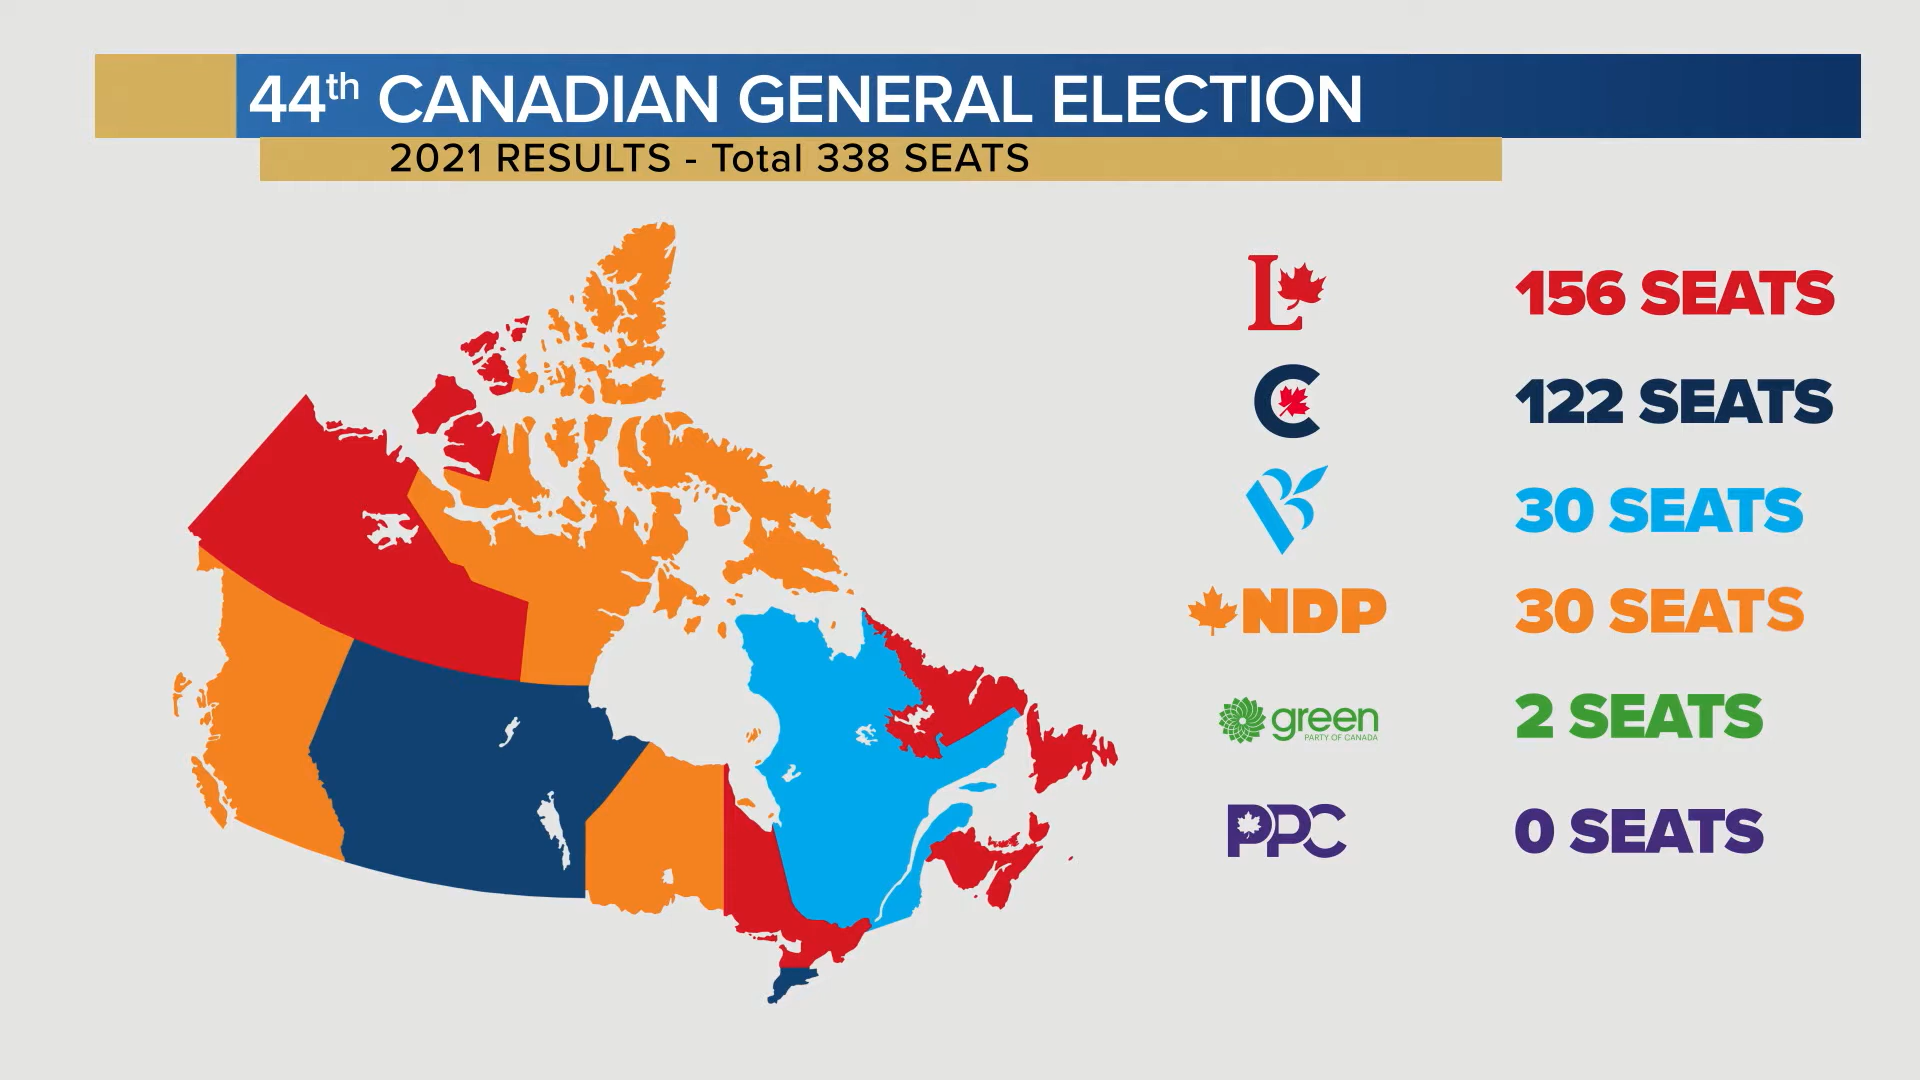 44th CANADIAN GENERAL ELECTION
2021 RESULTS - Total 338 SEATS
L 156 SEATS
C 122 SEATS
30 SEATS
NDP 30 SEATS
green PARTY OF CANADA 2 SEATS
PPC 0 SEATS